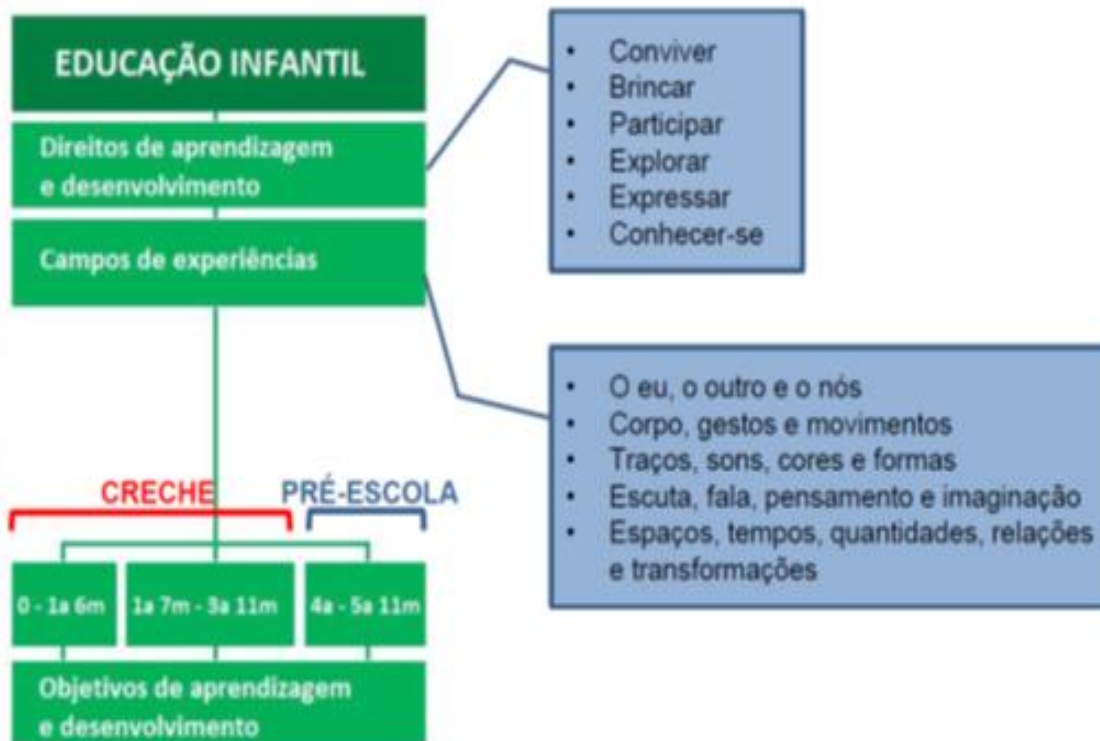 EDUCAÇÃO INFANTIL
Direitos de aprendizagem
e desenvolvimento
Campos de experiências
• Conviver
• Brincar
• Participar
• Explorar
• Expressar
• Conhecer-se
• O eu, o outro e o nós
• Corpo, gestos e movimentos
• Traços, sons, cores e formas
• Escuta, fala, pensamento e imaginação
• Espaços, tempos, quantidades, relações
e transformações
CRECHE
PRÉ-ESCOLA
0 - 1a 6m
1a 7m - 3a 11m
4a - 5a 11m
Objetivos de aprendizagem
e desenvolvimento